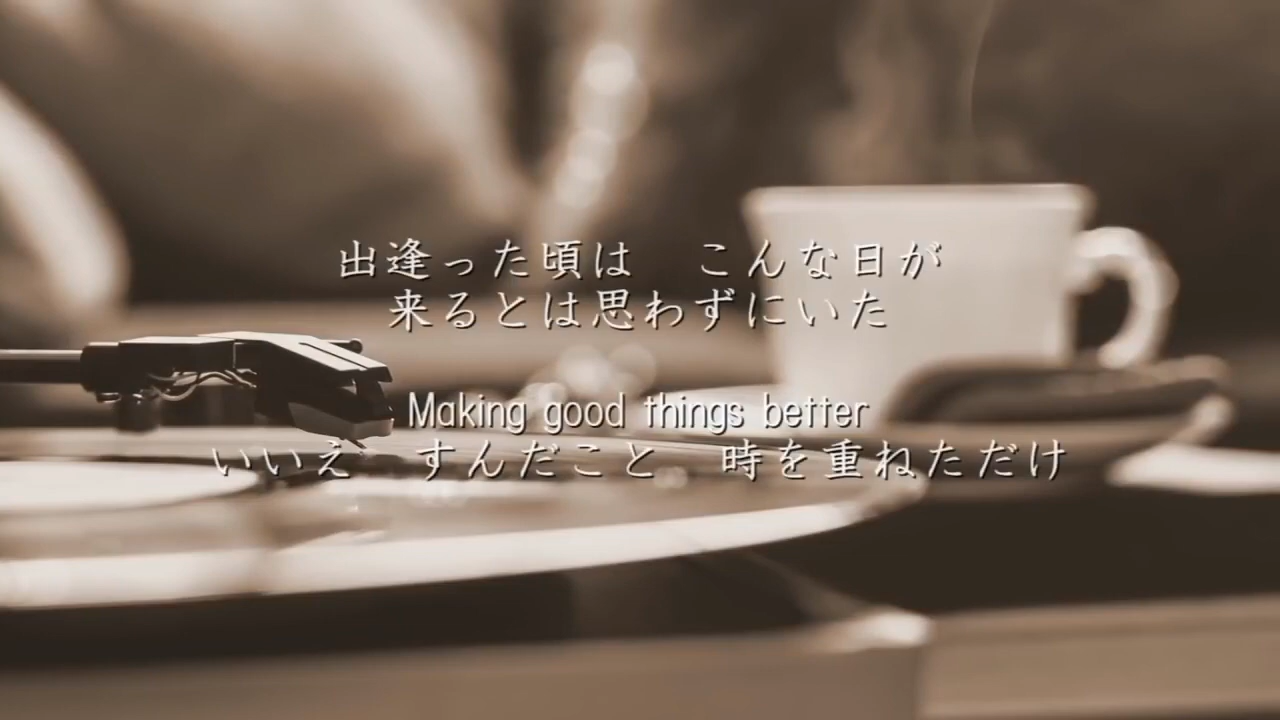 出逢った頃は　こんな日が
来るとは思わずにいた
Making good things better
いいえ　すんだこと　時を重ねただけ